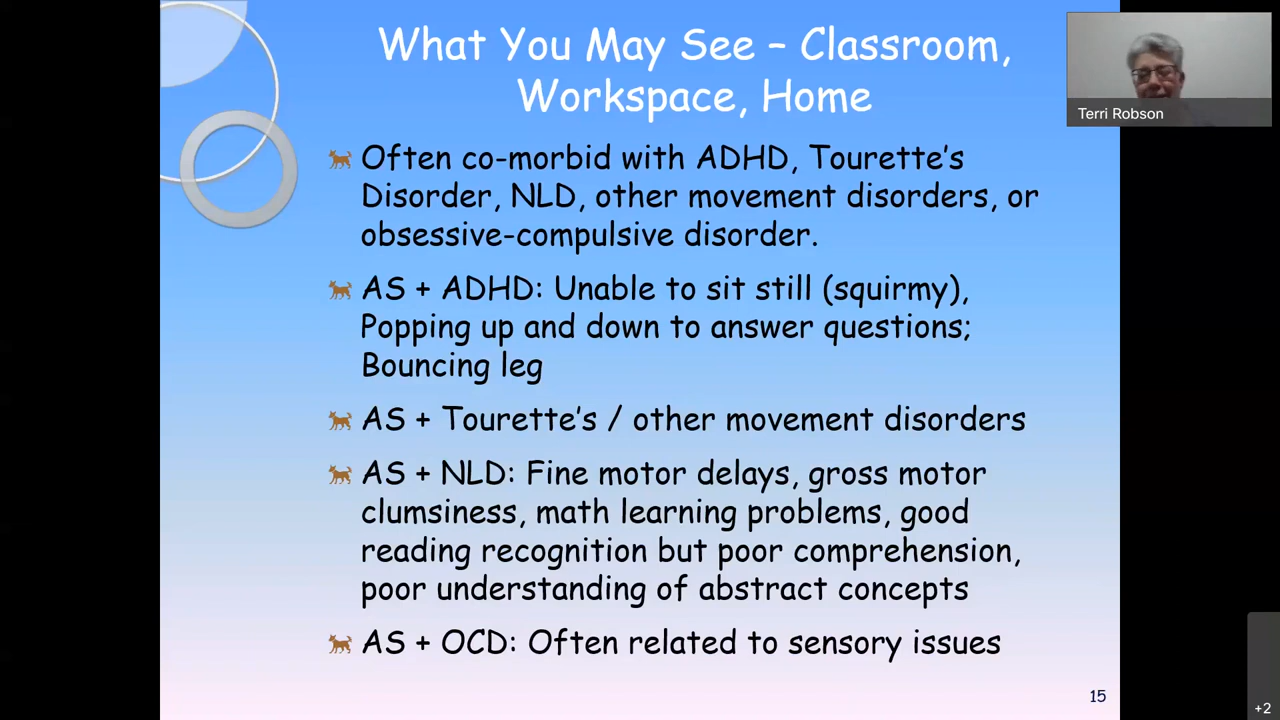 What You May See – Classroom,
Workspace, Home
Terri Robson
Often co-morbid with ADHD, Tourette's
Disorder, NLD, other movement disorders, or
obsessive-compulsive disorder.
AS + ADHD: Unable to sit still (squirmy),
Popping up and down to answer questions;
Bouncing leg
AS + Tourette's / other movement disorders
AS + NLD: Fine motor delays, gross motor
clumsiness, math learning problems, good
reading recognition but poor comprehension,
poor understanding of abstract concepts
AS + OCD: Often related to sensory issues
15
+2